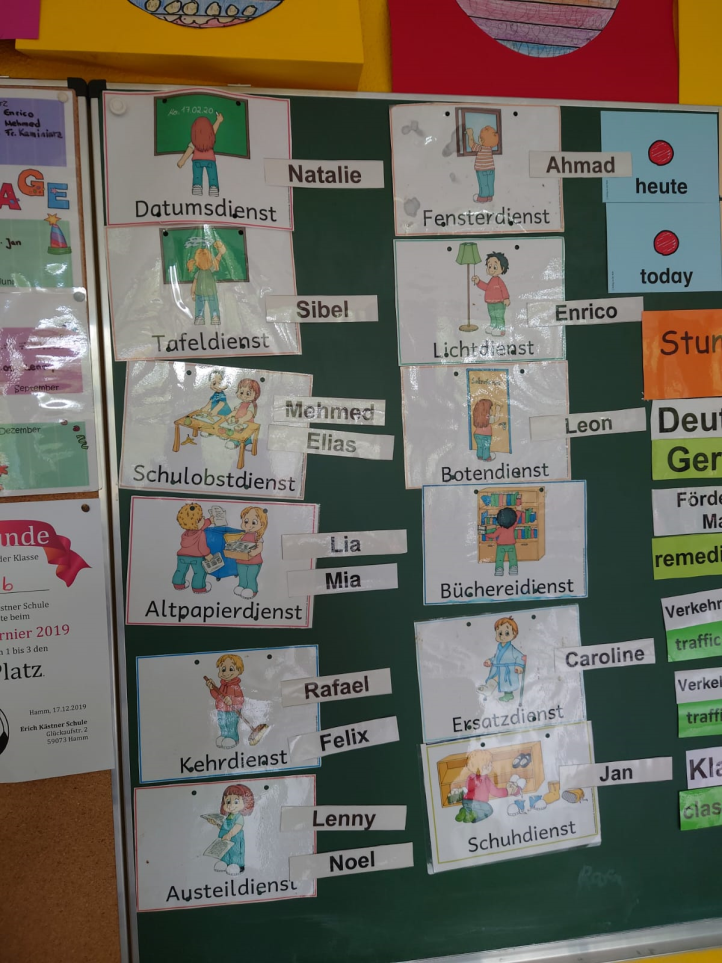 Enrico
Mehmed
Fr. Kaminiarz
AGE
Jan
September
Dezember
unde
der Klasse
6b
stner Schule
te beim
rnier 2019
n 1 bis 3 den
Platz
Hamm, 17.12.2019
Erich Kästner Schule
Glückaufstr. 2
59073 Hamm
Datumsdienst
Natalie
Tafeldienst
Sibel
Schulobstdienst
Mehmed
Elias
Altpapierdienst
Lia
Mia
Kehrdienst
Rafael
Felix
Austeildienst
Lenny
Noel
Fensterdienst
Ahmad
Lichtdienst
Enrico
Botendienst
Leon
Büchereidienst
Ersatzdienst
Caroline
Schuhdienst
Jan
heute
today
Stun
Deut
Ger
Förde
Ma
remedi
Verkehr
traffic
Verkeh
traffi
Kla
clas